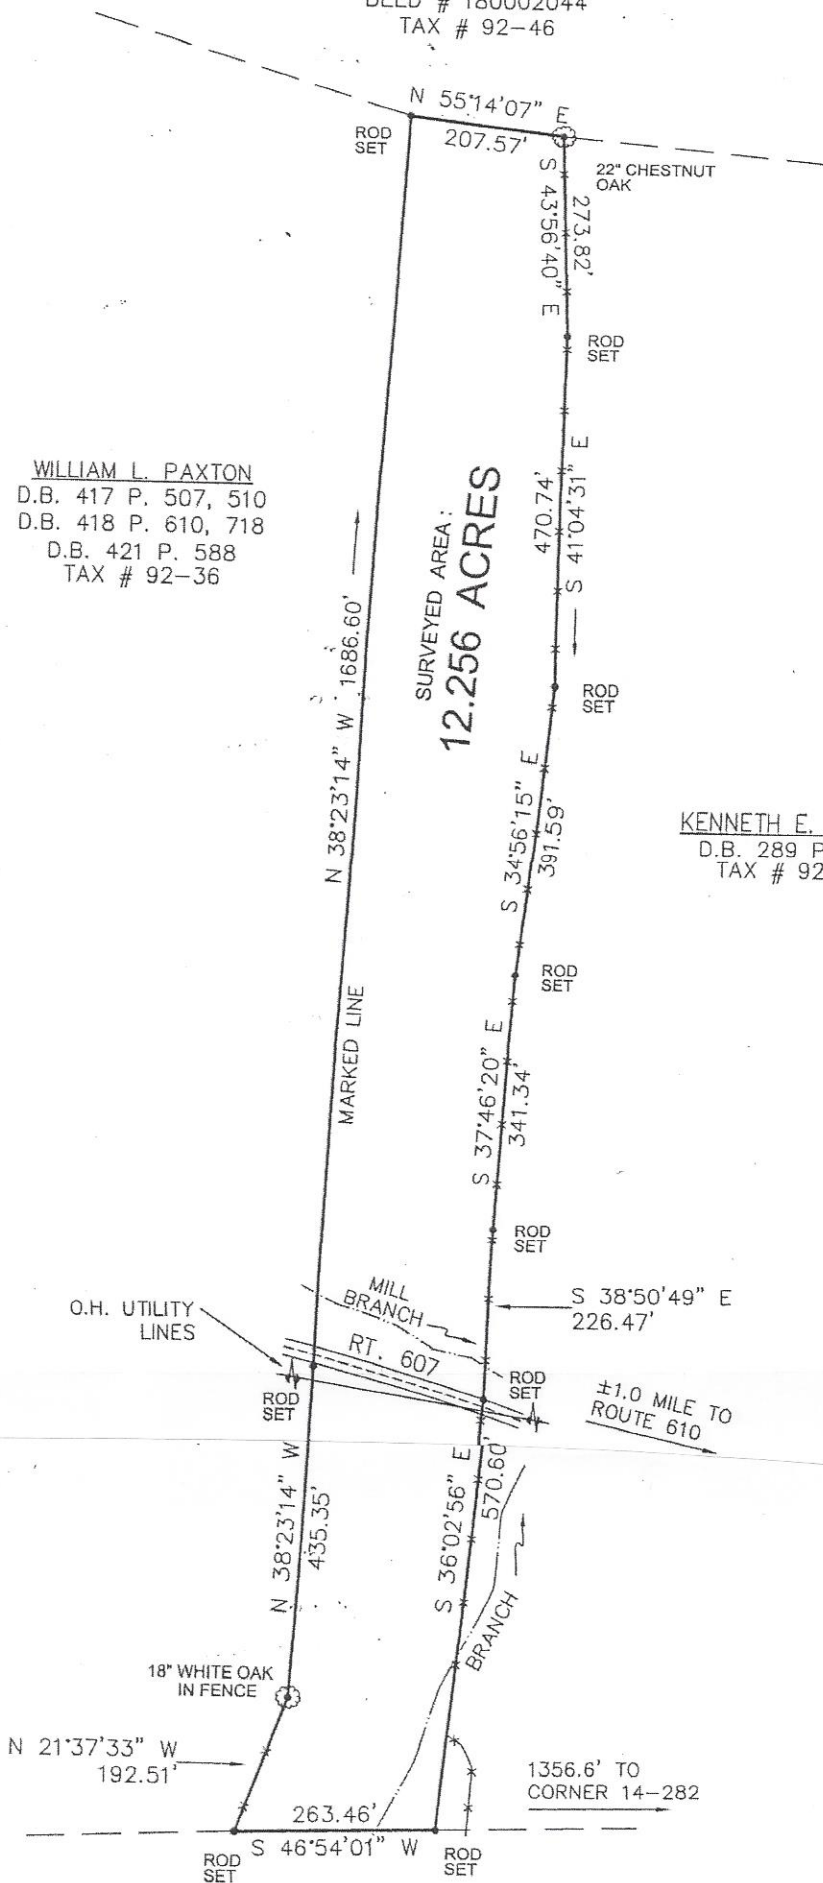 DEED # 180002044
TAX # 92-46
N 55°14'07" E
207.57'
ROD
SET
22" CHESTNUT
OAK
S 43°56'40" E
273.82'
ROD
SET
WILLIAM L. PAXTON
D.B. 417 P. 507, 510
D.B. 418 P. 610, 718
D.B. 421 P. 588
TAX # 92-36
SURVEYED AREA:
12.256 ACRES
470.74'
S 41°04'31" E
ROD
SET
N 38°23'14" W 1686.60'
MARKED LINE
S 34°56'15" E
391.59'
KENNETH E.
D.B. 289 P
TAX # 92
ROD
SET
S 37°46'20" E
341.34'
ROD
SET
S 38°50'49" E
226.47'
MILL
BRANCH
O.H. UTILITY
LINES
RT. 607
ROD
SET
ROD
SET
±1.0 MILE TO
ROUTE 610
N 38°23'14" W
435.35'
S 36°02'56" E
570.60'
BRANCH
18" WHITE OAK
IN FENCE
N 21°37'33" W
192.51'
1356.6' TO
CORNER 14-282
263.46'
S 46°54'01" W
ROD
SET
ROD
SET